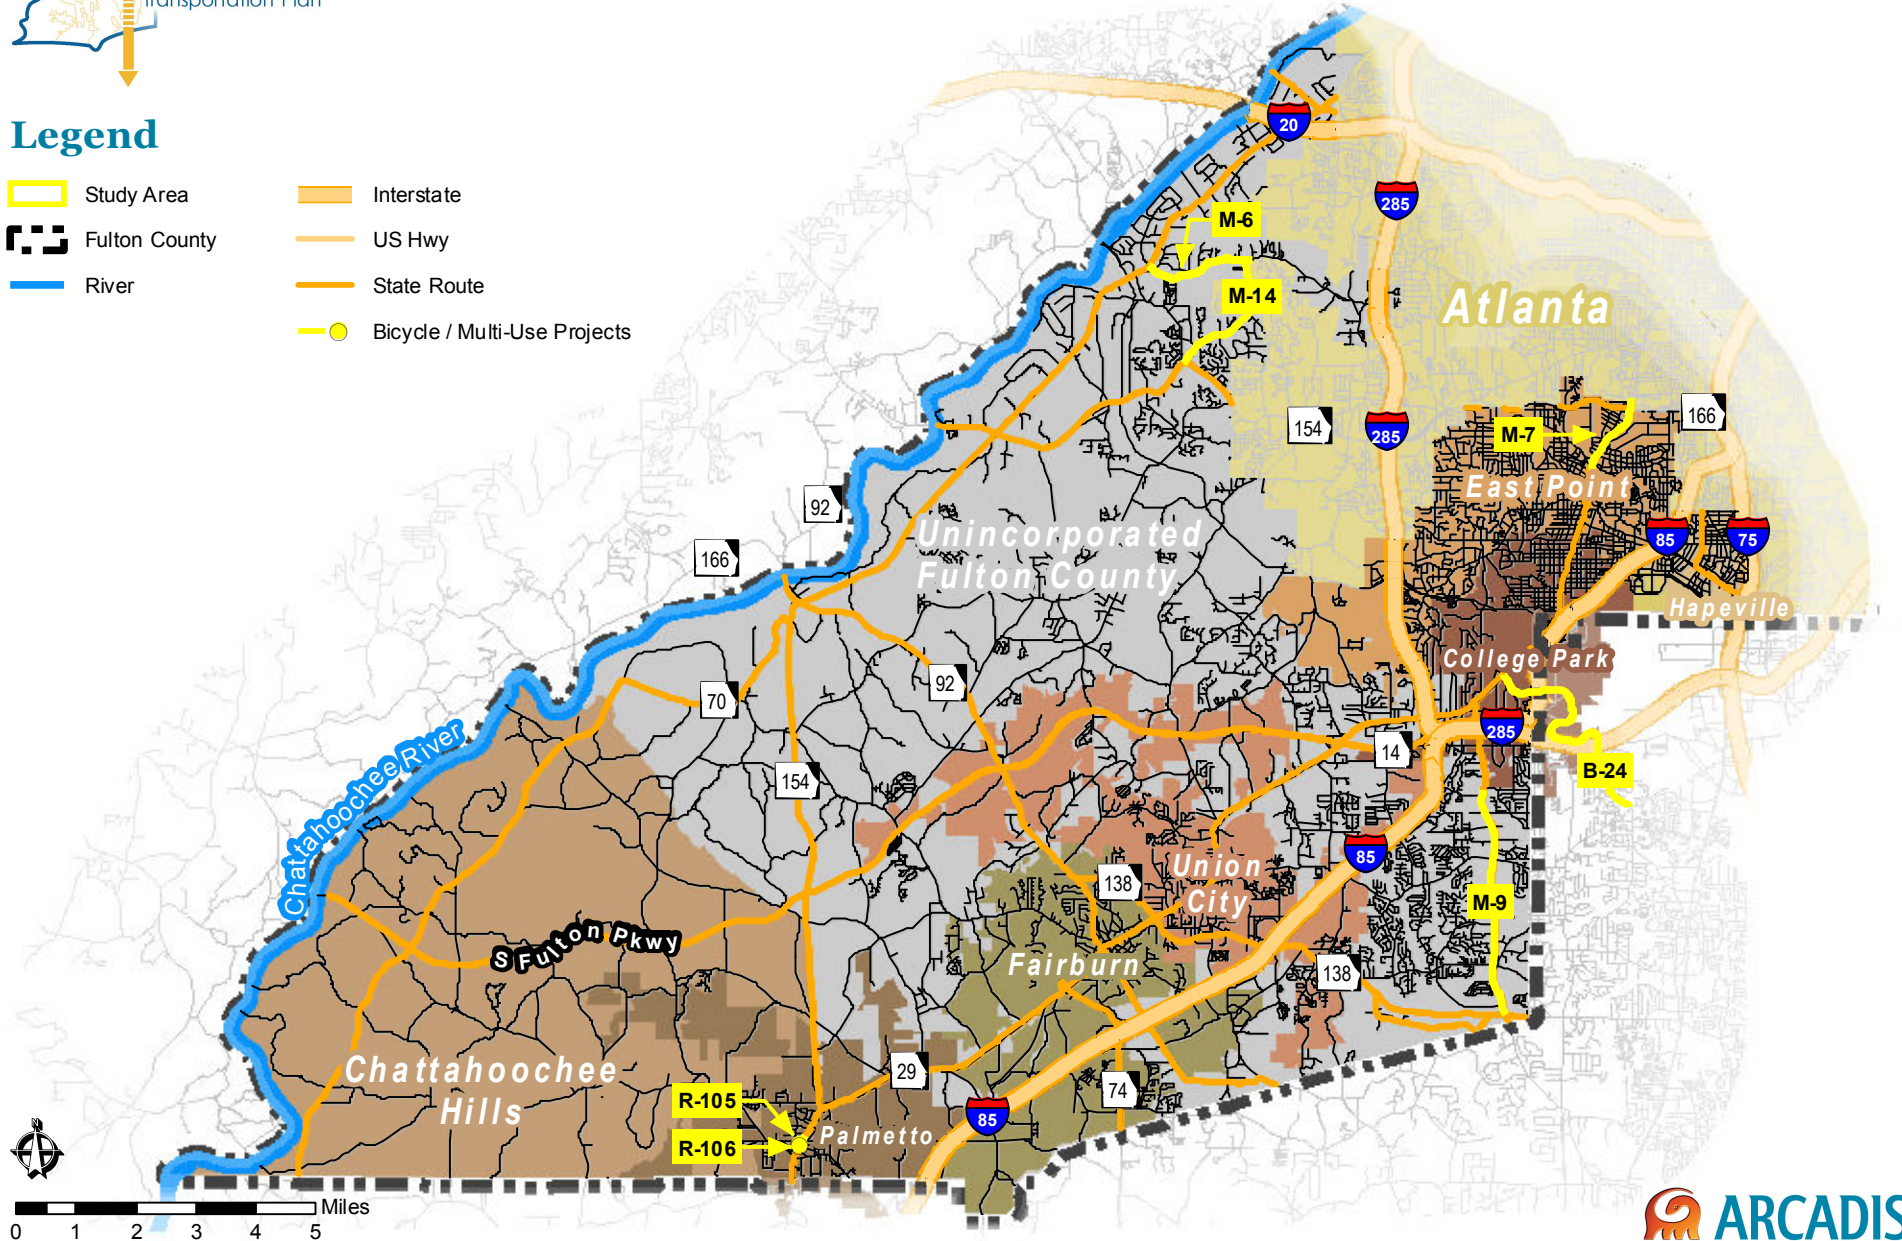 Transportation Plan
Legend
Study Area
Fulton County
River
Interstate
US Hwy
State Route
Bicycle / Multi-Use Projects
20
285
M-6
M-14
Atlanta
154
285
M-7
166
East Point
92
Unincorporated
Fulton County
85
75
166
Hapeville
College Park
92
70
285
14
154
B-24
Chattahoochee River
85
138
Union
City
M-9
S Fulton Pkwy
Fairburn
138
Chattahoochee
Hills
29
74
R-105
85
Palmetto
R-106
Miles
0 1 2 3 4 5
ARCADIS